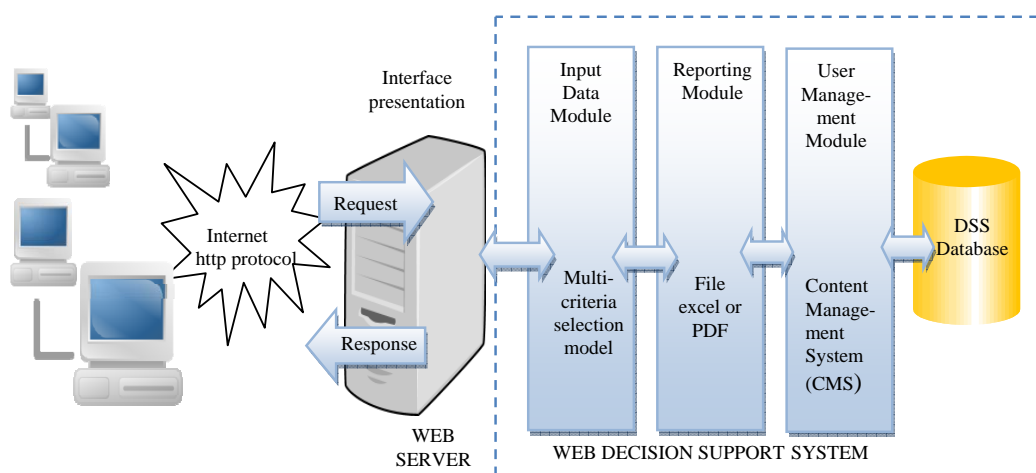 Interface
presentation
Internet
http protocol
Request
Response
WEB
SERVER
Input
Data
Module
Multi-
criteria
selection
model
Reporting
Module
File
excel or
PDF
User
Manage-
ment
Module
Content
Manage-
ment
System
(CMS)
DSS
Database
WEB DECISION SUPPORT SYSTEM